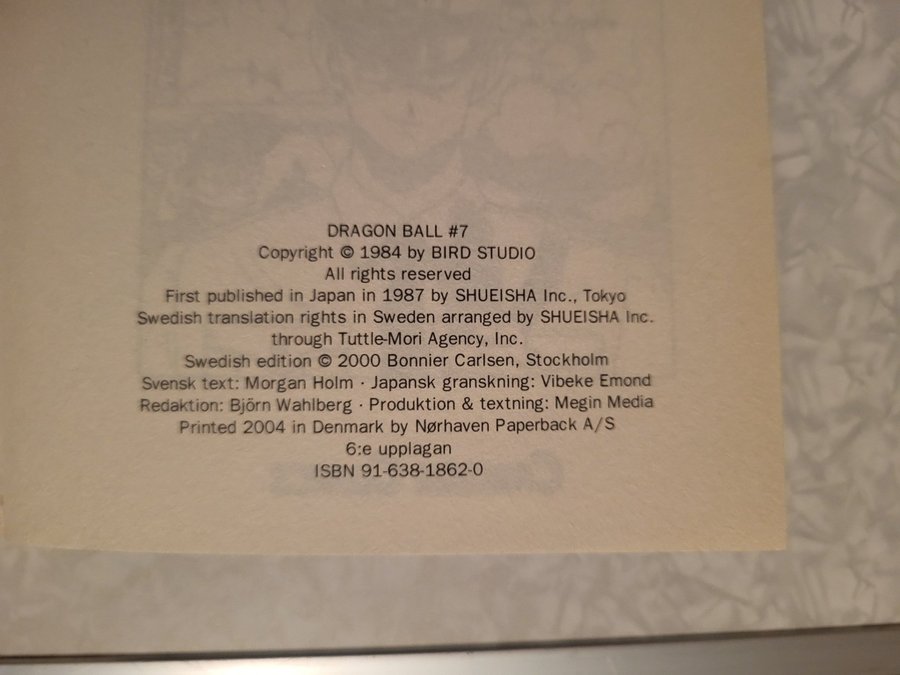 DRAGON BALL #7
Copyright © 1984 by BIRD STUDIO
All rights reserved
First published in Japan in 1987 by SHUEISHA Inc., Tokyo
Swedish translation rights in Sweden arranged by SHUEISHA Inc.
through Tuttle-Mori Agency, Inc.
Swedish edition © 2000 Bonnier Carlsen, Stockholm
Svensk text: Morgan Holm · Japansk granskning: Vibeke Emond
Redaktion: Björn Wahlberg · Produktion & textning: Megin Media
Printed 2004 in Denmark by Nørhaven Paperback A/S
6:e upplagan
ISBN 91-638-1862-0